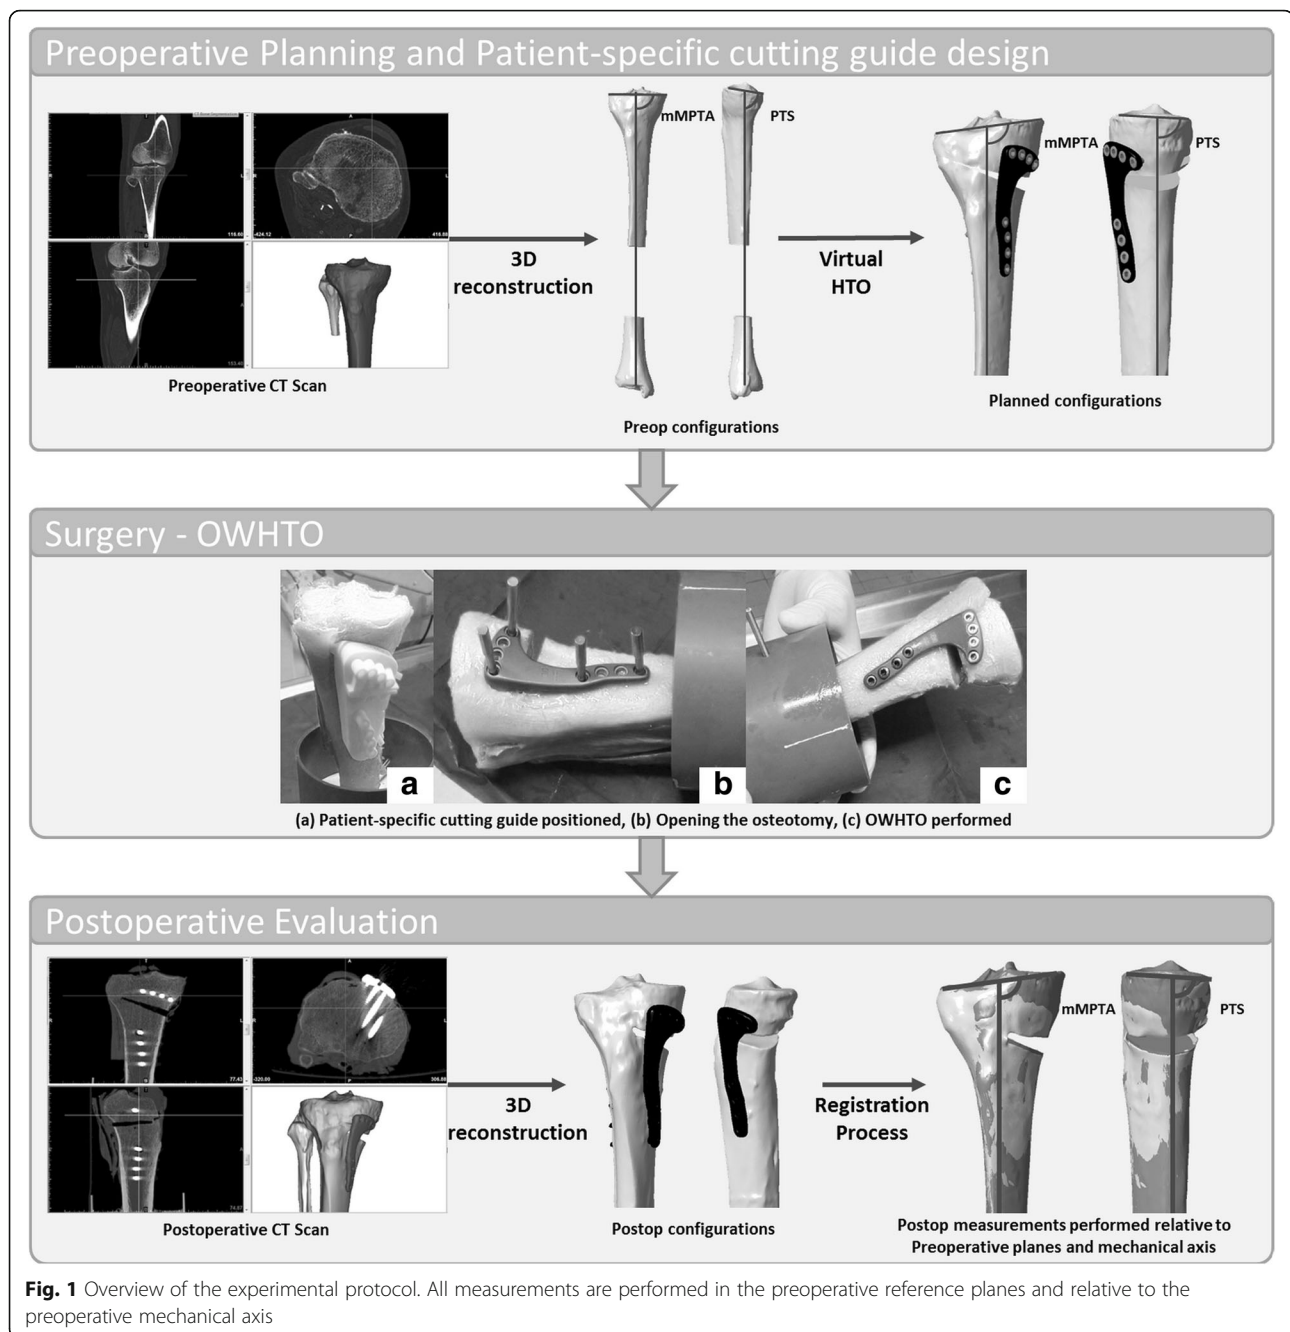 Preoperative Planning and Patient-specific cutting guide design
mMPTA
PTS
mMPTA
PTS
3D
reconstruction
Virtual
HTO
Preoperative CT Scan
Preop configurations
Planned configurations
Surgery - OWHTO
a
b
c
(a) Patient-specific cutting guide positioned, (b) Opening the osteotomy, (c) OWHTO performed
Postoperative Evaluation
mMPTA
PTS
3D
reconstruction
Registration
Process
Postoperative CT Scan
Postop configurations
Postop measurements performed relative to
Preoperative planes and mechanical axis
Fig. 1 Overview of the experimental protocol. All measurements are performed in the preoperative reference planes and relative to the
preoperative mechanical axis